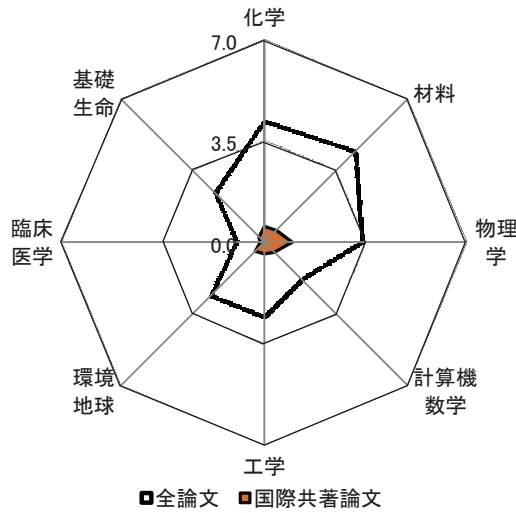 化学
7.0
基礎
生命
材料
3.5
臨床
医学
0.0
物理
学
環境
地球
計算機
数学
工学
全論文 国際共著論文